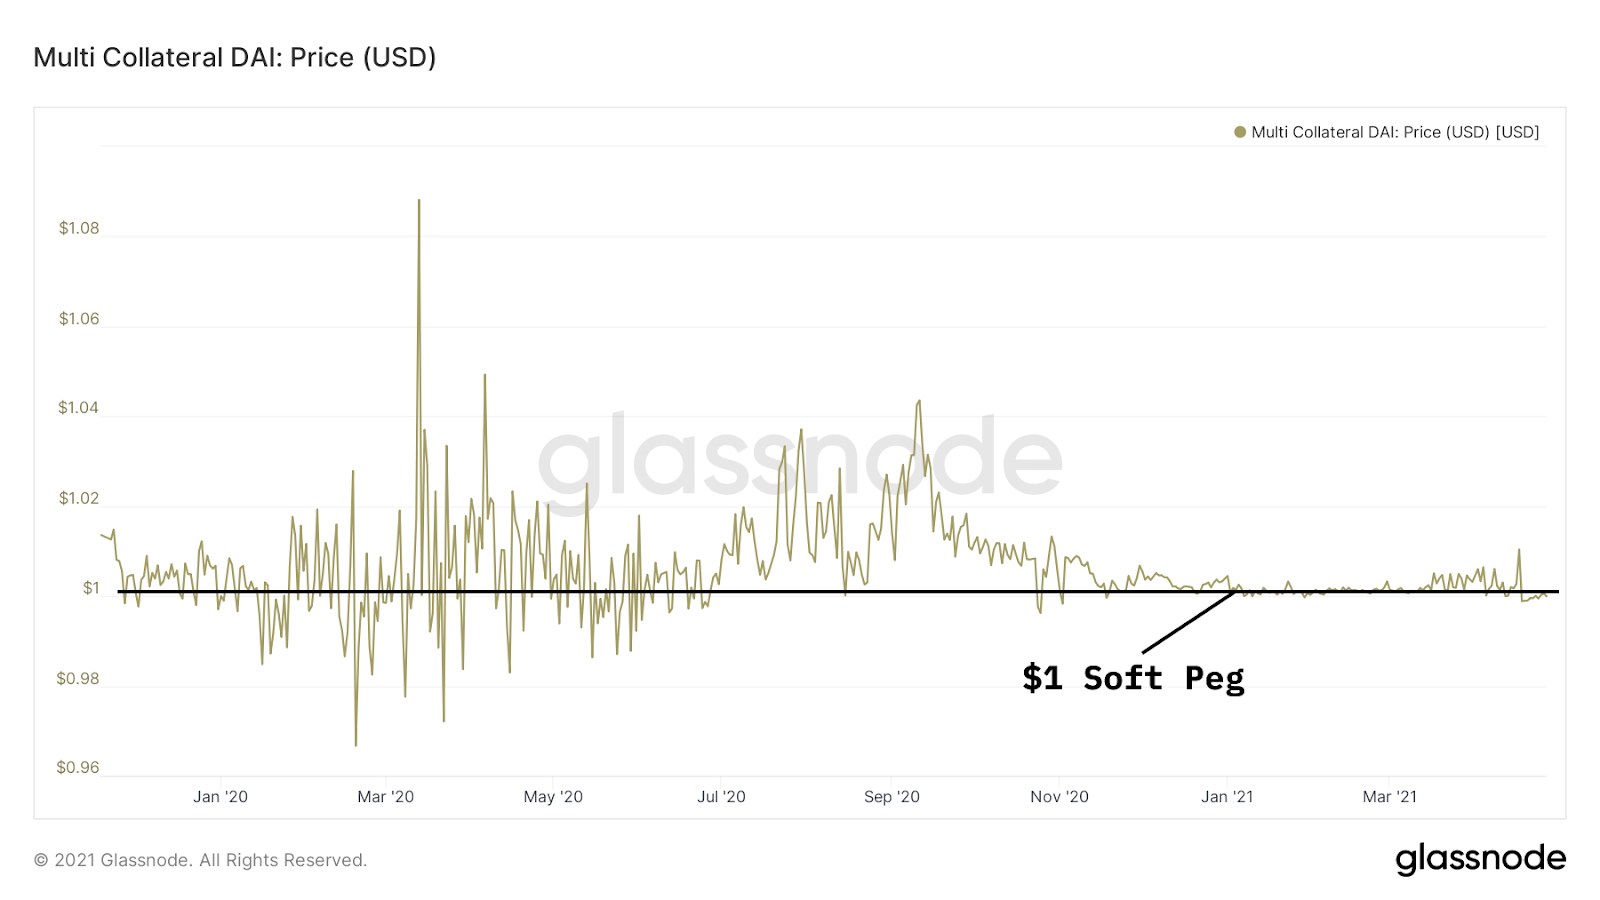 Multi Collateral DAI: Price (USD)
Multi Collateral DAI: Price (USD) [USD]
$1.08
$1.06
$1.04
glassnode
$1.02
$1
$1 Soft Peg
$0.98
$0.96
Jan '20 Mar '20 May '20 Jul '20 Sep '20 Nov '20 Jan '21 Mar '21
© 2021 Glassnode. All Rights Reserved.
glassnode